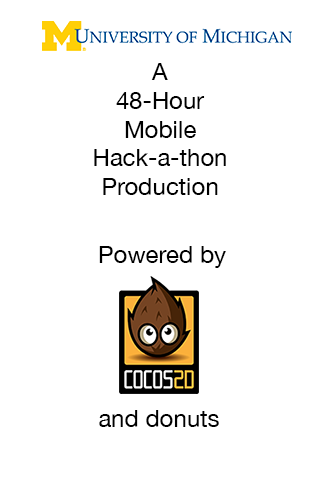 M UNIVERSITY OF MICHIGAN
A
48-Hour
Mobile
Hack-a-thon
Production
Powered by
COCOS2D
and donuts